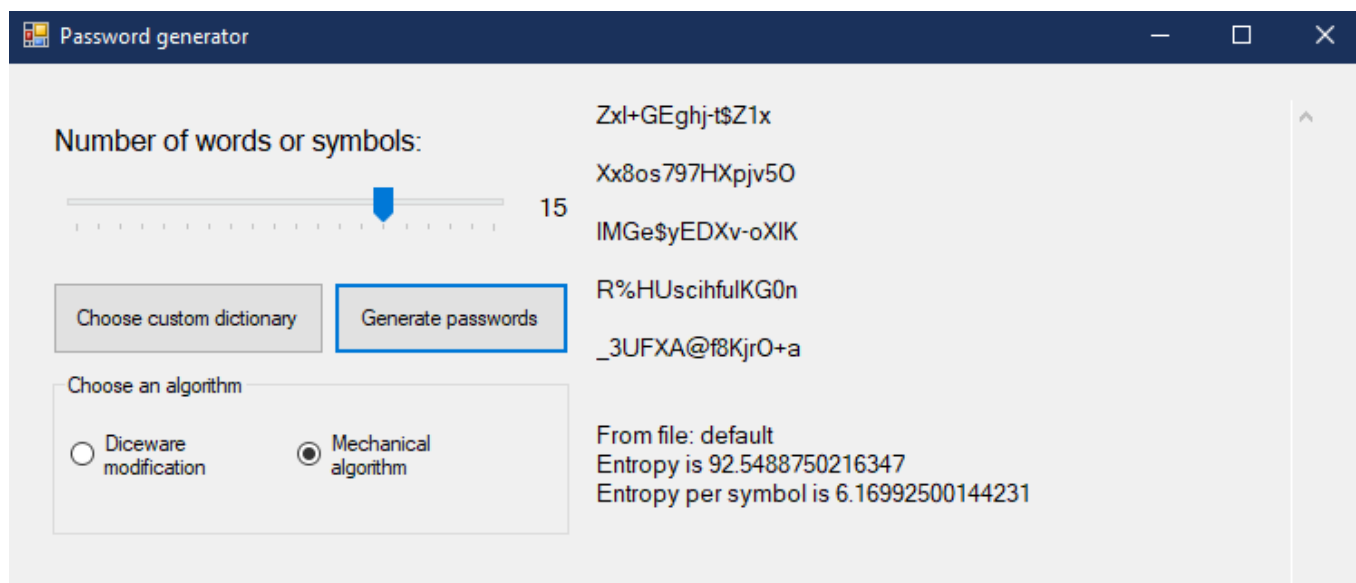 Password generator
Number of words or symbols:
15
Choose custom dictionary
Generate passwords
Choose an algorithm
Diceware
modification
Mechanical
algorithm
Zxl+GEghj-t$Z1x
Xx8os797HXpjv5O
IMGe$yEDXv-oXIK
R%HUscihfulKG0n
_3UFXA@f8KjrO+a
From file: default
Entropy is 92.5488750216347
Entropy per symbol is 6.16992500144231